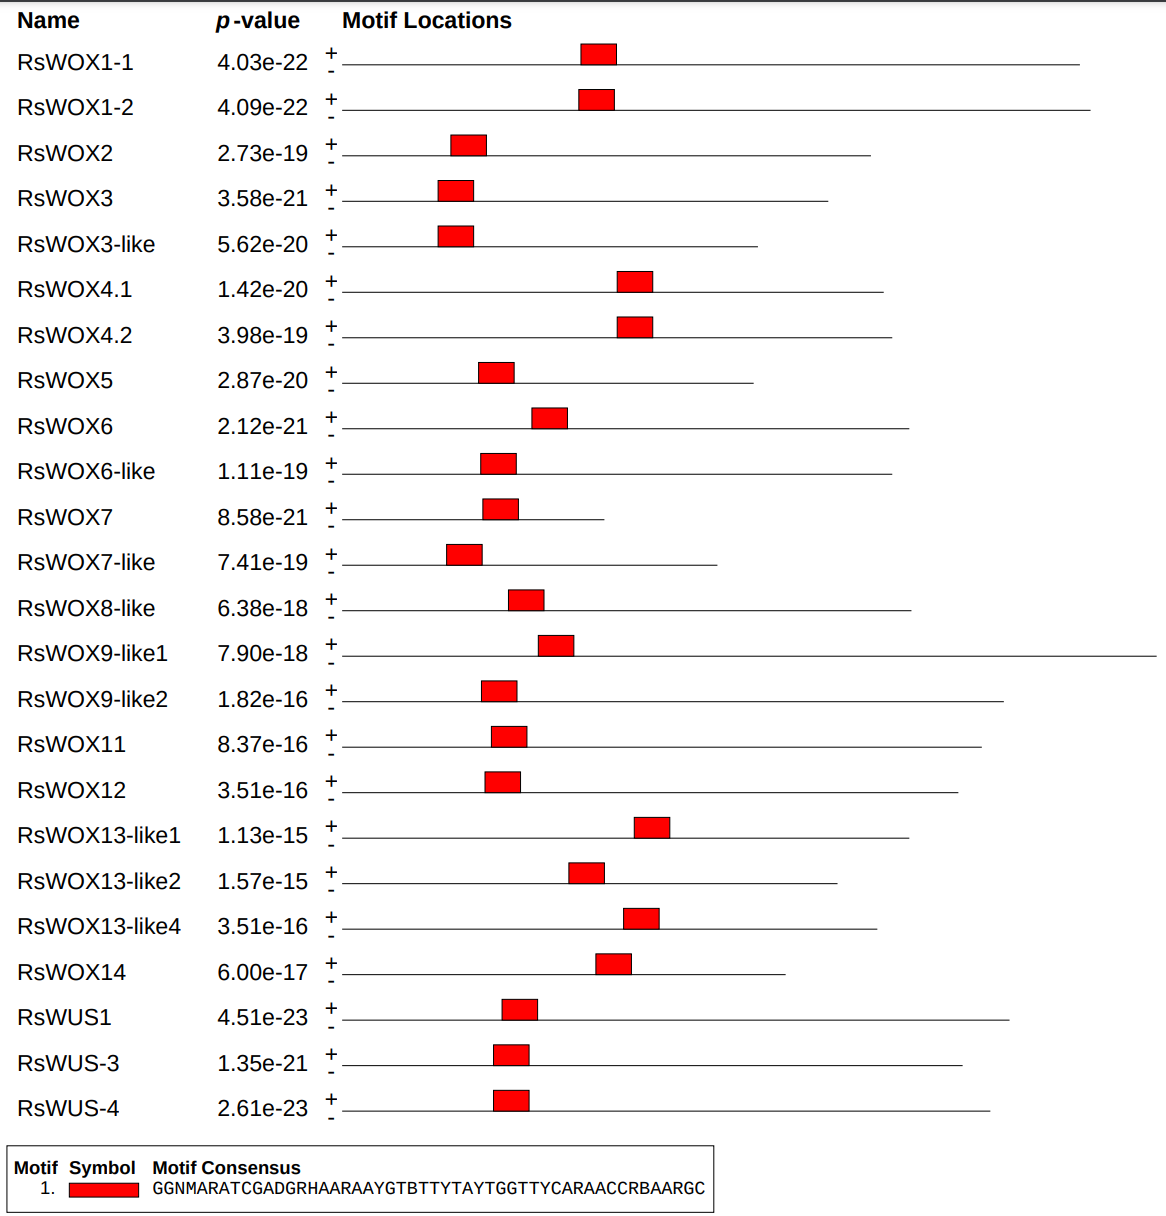 Name p-value Motif Locations
RsWOX1-1 4.03e-22 + -
RsWOX1-2 4.09e-22 + -
RsWOX2 2.73e-19 + -
RsWOX3 3.58e-21 + -
RsWOX3-like 5.62e-20 + -
RsWOX4.1 1.42e-20 + -
RsWOX4.2 3.98e-19 + -
RsWOX5 2.87e-20 + -
RsWOX6 2.12e-21 + -
RsWOX6-like 1.11e-19 + -
RsWOX7 8.58e-21 + -
RsWOX7-like 7.41e-19 + -
RsWOX8-like 6.38e-18 + -
RsWOX9-like1 7.90e-18 + -
RsWOX9-like2 1.82e-16 + -
RsWOX11 8.37e-16 + -
RsWOX12 3.51e-16 + -
RsWOX13-like1 1.13e-15 + -
RsWOX13-like2 1.57e-15 + -
RsWOX13-like4 3.51e-16 + -
RsWOX14 6.00e-17 + -
RsWUS1 4.51e-23 + -
RsWUS-3 1.35e-21 + -
RsWUS-4 2.61e-23 + -
Motif Symbol Motif Consensus
1. GGNMARATCGADGRHAARAAYGTBTTYTAYTGGTTYCARAACCRBAARGC